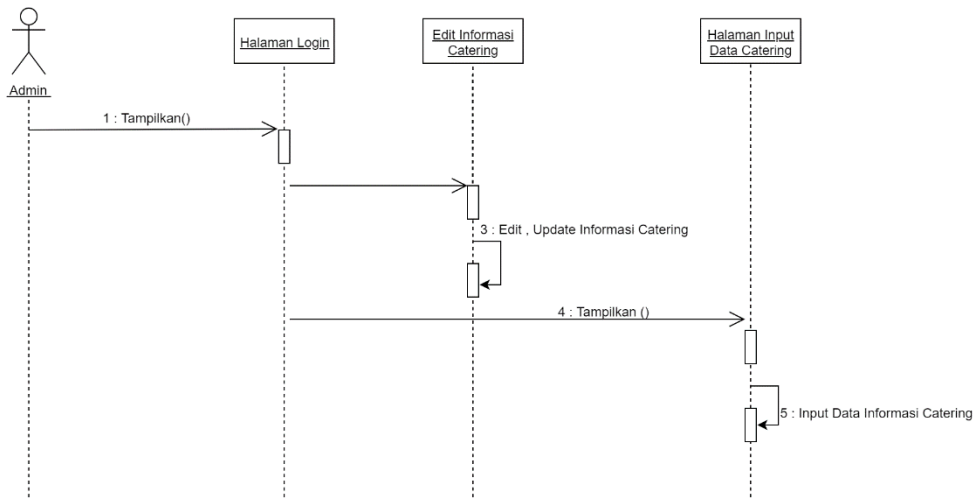 Admin
Halaman Login
Edit Informasi
Catering
Halaman Input
Data Catering
1 : Tampilkan()
3 : Edit , Update Informasi Catering
4 : Tampilkan ()
5 : Input Data Informasi Catering